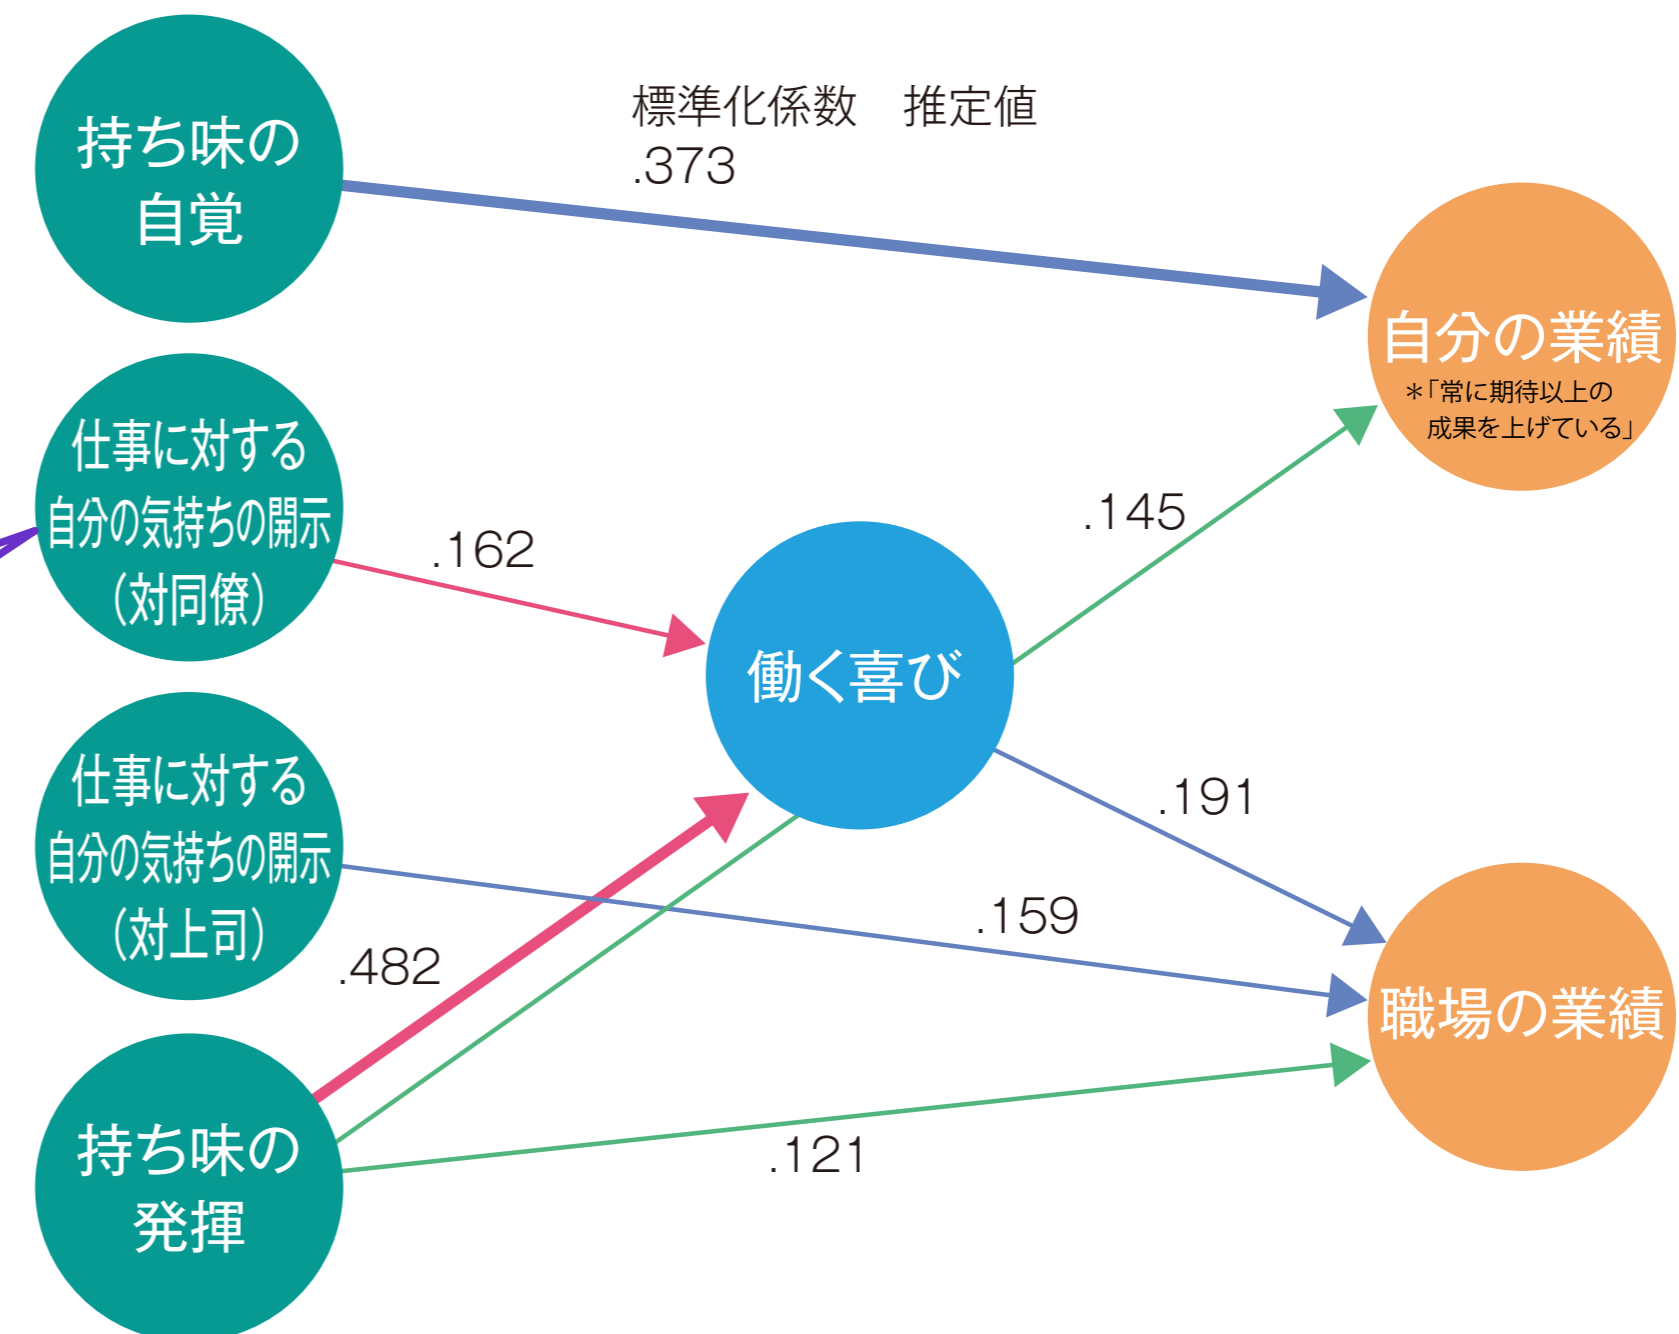 持ち味の
自覚
標準化係数　推定値
.373
自分の業績
＊「常に期待以上の
成果を上げている」
仕事に対する
自分の気持ちの開示
（対同僚）
.162
.145
働く喜び
仕事に対する
自分の気持ちの開示
（対上司）
.191
.159
.482
職場の業績
持ち味の
発揮
.121